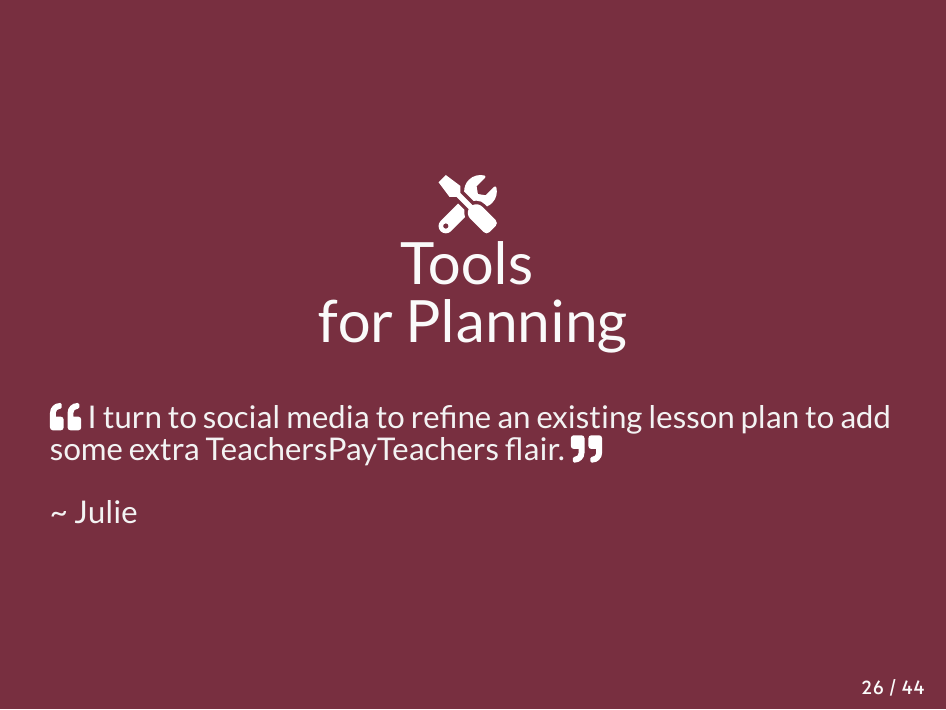 Tools
for Planning
❝ I turn to social media to refine an existing lesson plan to add
some extra TeachersPayTeachers flair. ❞
~ Julie
26 / 44